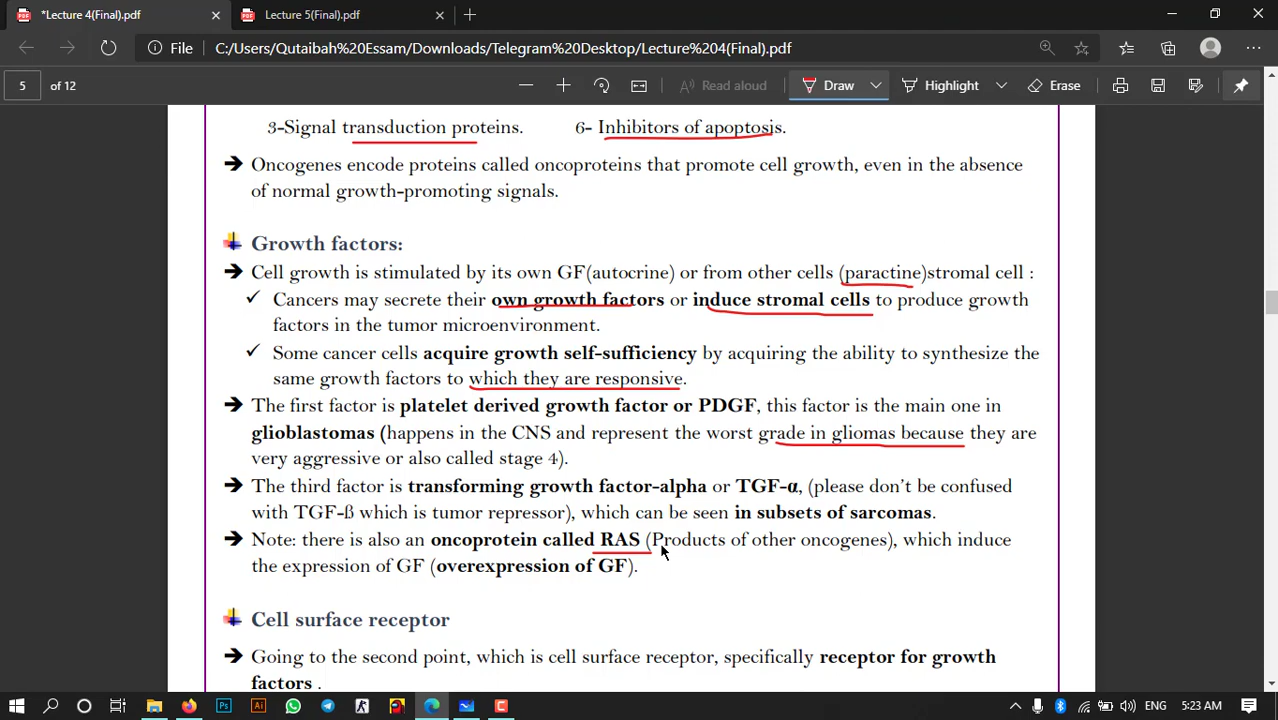 *Lecture 4(Final).pdf
Lecture 5(Final).pdf
File
C:/Users/Qutaibah%20Essam/Downloads/Telegram%20Desktop/Lecture%204(Final).pdf
5 of 12
Read aloud
Draw
Highlight
Erase
3-Signal transduction proteins. 6- Inhibitors of apoptosis.
Oncogenes encode proteins called oncoproteins that promote cell growth, even in the absence
of normal growth-promoting signals.
Growth factors:
Cell growth is stimulated by its own GF(autocrine) or from other cells (paractine)stromal cell :
Cancers may secrete their own growth factors or induce stromal cells to produce growth
factors in the tumor microenvironment.
Some cancer cells acquire growth self-sufficiency by acquiring the ability to synthesize the
same growth factors to which they are responsive.
The first factor is platelet derived growth factor or PDGF, this factor is the main one in
glioblastomas (happens in the CNS and represent the worst grade in gliomas because they are
very aggressive or also called stage 4).
The third factor is transforming growth factor-alpha or TGF-α, (please don't be confused
with TGF-ß which is tumor repressor), which can be seen in subsets of sarcomas.
Note: there is also an oncoprotein called RAS (Products of other oncogenes), which induce
the expression of GF (overexpression of GF).
Cell surface receptor
Going to the second point, which is cell surface receptor, specifically receptor for growth
factors .
Ps
Ai
ENG
5:23 AM